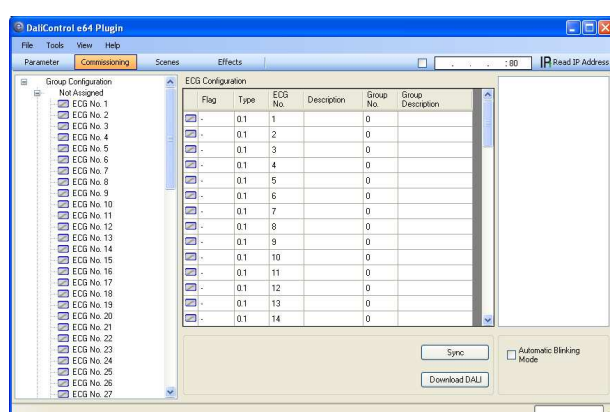 DaliControl e64 Plugin
File Tools View Help
Parameter Commissioning Scenes Effects . . . :80 IP Read IP Address
Group Configuration
Not Assigned
ECG No. 1
ECG No. 2
ECG No. 3
ECG No. 4
ECG No. 5
ECG No. 6
ECG No. 7
ECG No. 8
ECG No. 9
ECG No. 10
ECG No. 11
ECG No. 12
ECG No. 13
ECG No. 14
ECG No. 15
ECG No. 16
ECG No. 17
ECG No. 18
ECG No. 19
ECG No. 20
ECG No. 21
ECG No. 22
ECG No. 23
ECG No. 24
ECG No. 25
ECG No. 26
ECG No. 27
ECG Configuration
Flag Type ECG No. Description Group No. Group Description
- 0.1 1 0
- 0.1 2 0
- 0.1 3 0
- 0.1 4 0
- 0.1 5 0
- 0.1 6 0
- 0.1 7 0
- 0.1 8 0
- 0.1 9 0
- 0.1 10 0
- 0.1 11 0
- 0.1 12 0
- 0.1 13 0
- 0.1 14 0
Sync
Download DALI
Automatic Blinking
Mode